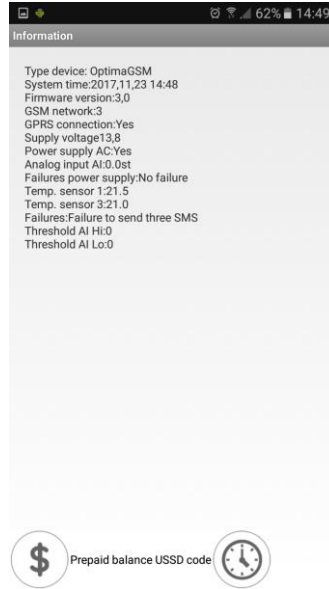 62% 14:49
Information
Type device: OptimaGSM
System time:2017,11,23 14:48
Firmware version:3,0
GSM network:3
GPRS connection:Yes
Supply voltage13,8
Power supply AC:Yes
Analog input AI:0.0st
Failures power supply:No failure
Temp. sensor 1:21.5
Temp. sensor 3:21.0
Failures:Failure to send three SMS
Threshold AI Hi:0
Threshold AI Lo:0
$ Prepaid balance USSD code